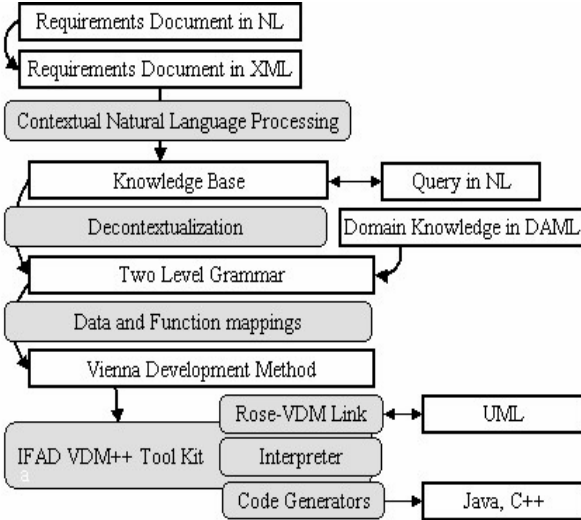 Requirements Document in NL
Requirements Document in XML
Contextual Natural Language Processing
Knowledge Base
Query in NL
Decontextualization
Domain Knowledge in DAML
Two Level Grammar
Data and Function mappings
Vienna Development Method
Rose-VDM Link
UML
IFAD VDM++ Tool Kit
Interpreter
a
Code Generators
Java, C++